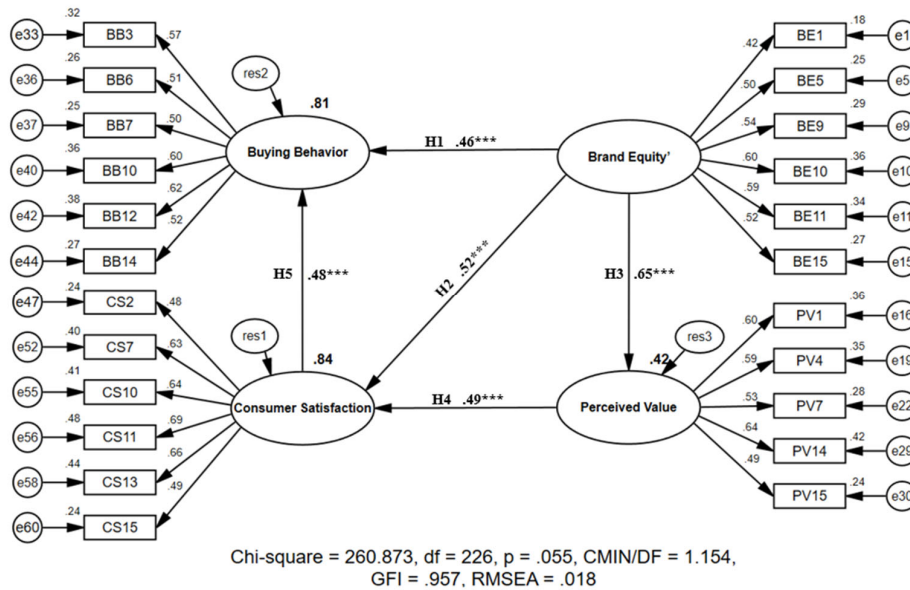 .32
e33 BB3 .57
.26
e36 BB6 .51
.25
e37 BB7 .50
.36
e40 BB10 .60
.38
e42 BB12 .62
.27
e44 BB14 .52
.24
e47 CS2 .48
.40
e52 CS7 .63
.41
e55 CS10 .64
.48
e56 CS11 .69
.44
e58 CS13 .66
.24
e60 CS15 .49
res2
.81
Buying Behavior
H1 .46***
Brand Equity'
H5 .48***
H2 .52***
H3 .65***
res1
.84
Consumer Satisfaction
H4 .49***
res3
.42
Perceived Value
.18
.42 BE1 e1
.25
.50 BE5 e5
.29
.54 BE9 e9
.36
.60 BE10 e10
.34
.59 BE11 e11
.27
.52 BE15 e15
.36
.60 PV1 e16
.35
.59 PV4 e19
.28
.53 PV7 e22
.42
.64 PV14 e29
.24
.49 PV15 e30
Chi-square = 260.873, df = 226, p = .055, CMIN/DF = 1.154,
GFI = .957, RMSEA = .018